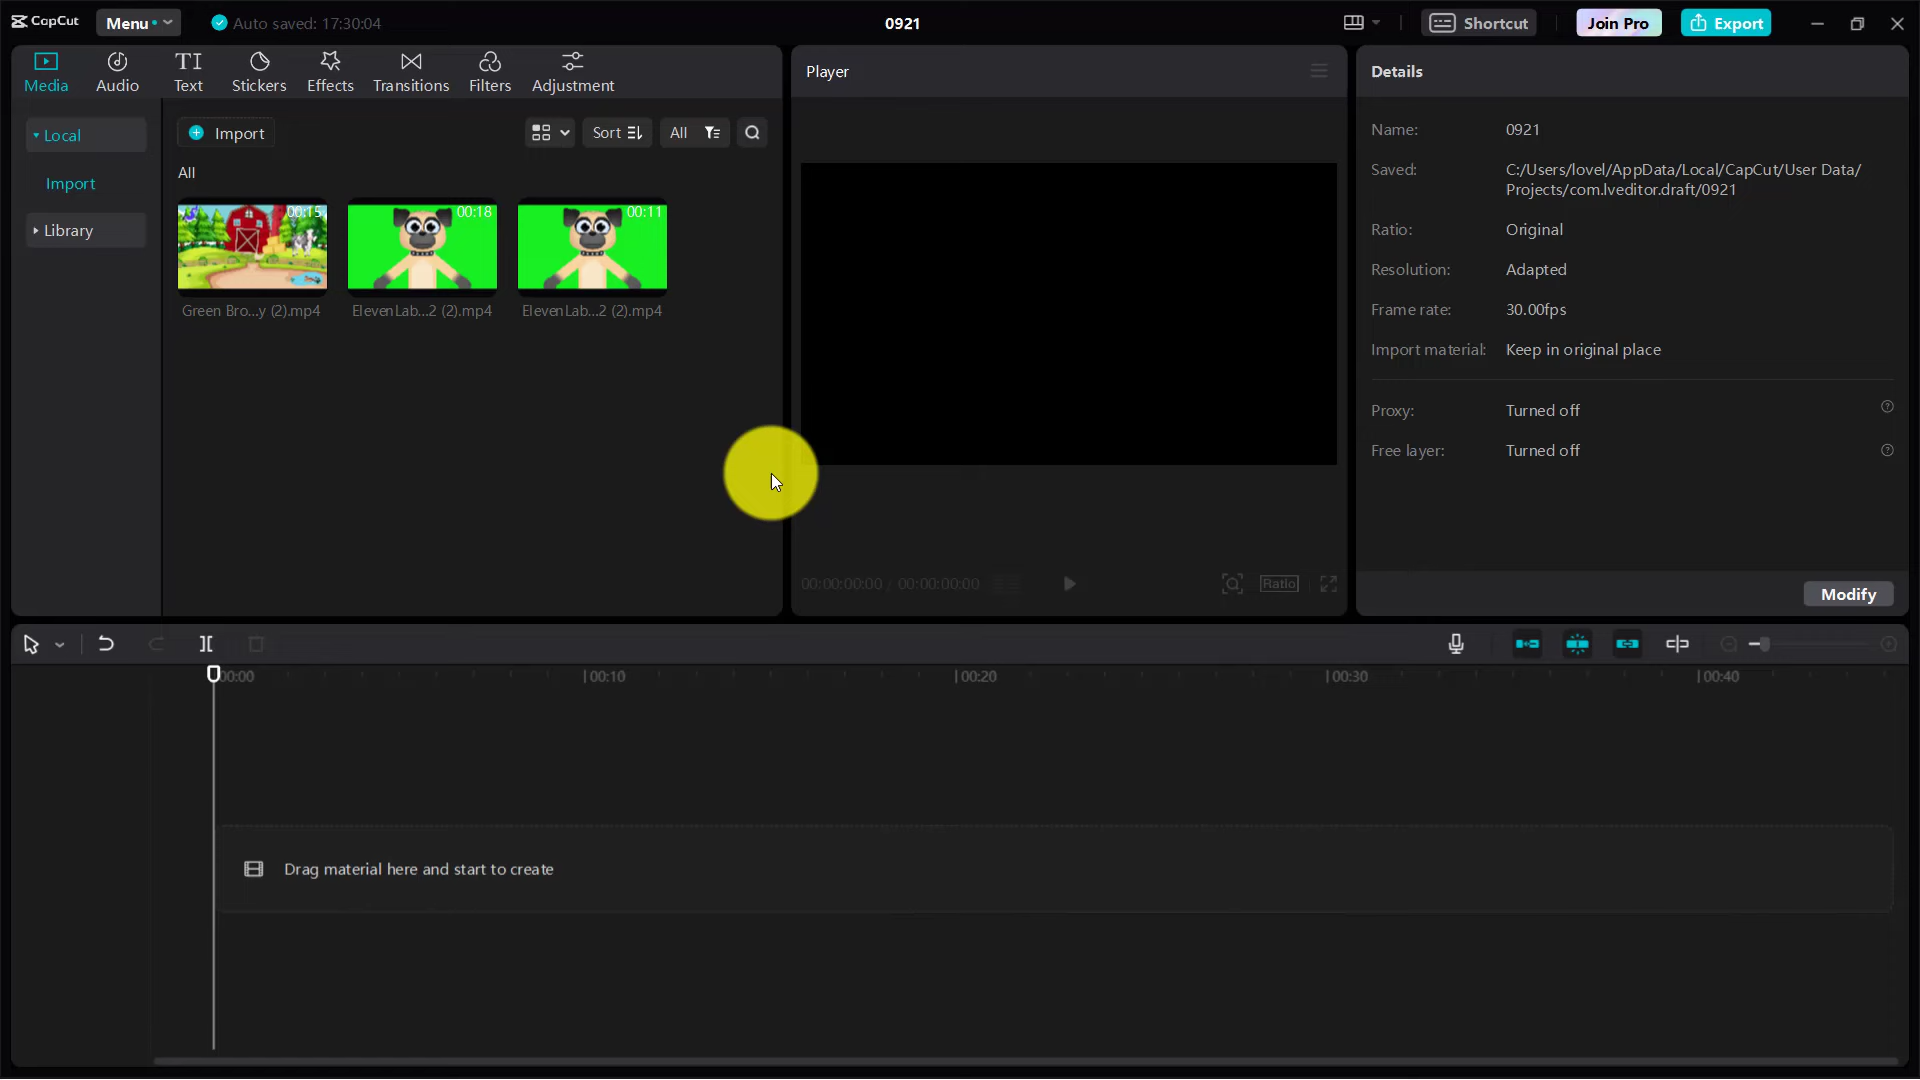 CapCut
Menu
Auto saved: 17:30:04
0921
Shortcut
Join Pro
Export
Media
Audio
Text
Stickers
Effects
Transitions
Filters
Adjustment
Local
Import
Library
Import
Sort
All
All
00:15
00:18
00:11
Green Bro...y (2).mp4
ElevenLab...2 (2).mp4
ElevenLab...2 (2).mp4
Player
00:00:00:00 / 00:00:00:00
Ratio
Details
Name: 0921
Saved: C:/Users/lovel/AppData/Local/CapCut/User Data/
Projects/com.lveditor.draft/0921
Ratio: Original
Resolution: Adapted
Frame rate: 30.00fps
Import material: Keep in original place
Proxy: Turned off
Free layer: Turned off
Modify
00:00
00:10
00:20
00:30
00:40
Drag material here and start to create